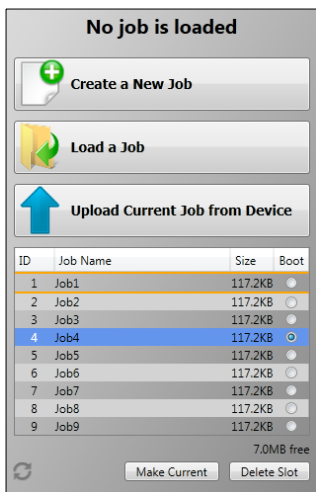 No job is loaded
Create a New Job
Load a Job
Upload Current Job from Device
ID Job Name Size Boot
1 Job1 117.2KB
2 Job2 117.2KB
3 Job3 117.2KB
4 Job4 117.2KB
5 Job5 117.2KB
6 Job6 117.2KB
7 Job7 117.2KB
8 Job8 117.2KB
9 Job9 117.2KB
7.0MB free
Make Current Delete Slot